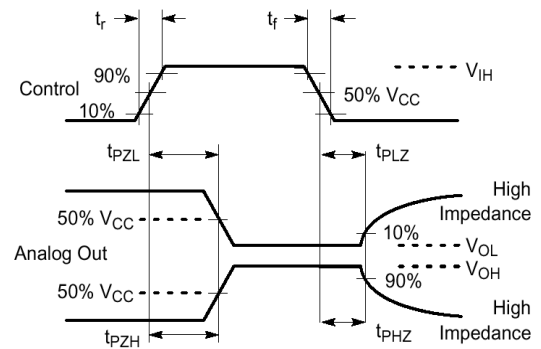 tr
tf
90%
VIH
Control
50% VCC
10%
tPZL
tPLZ
High
Impedance
50% VCC
10%
VOL
Analog Out
VOH
50% VCC
90%
tPZH
tPHZ
High
Impedance